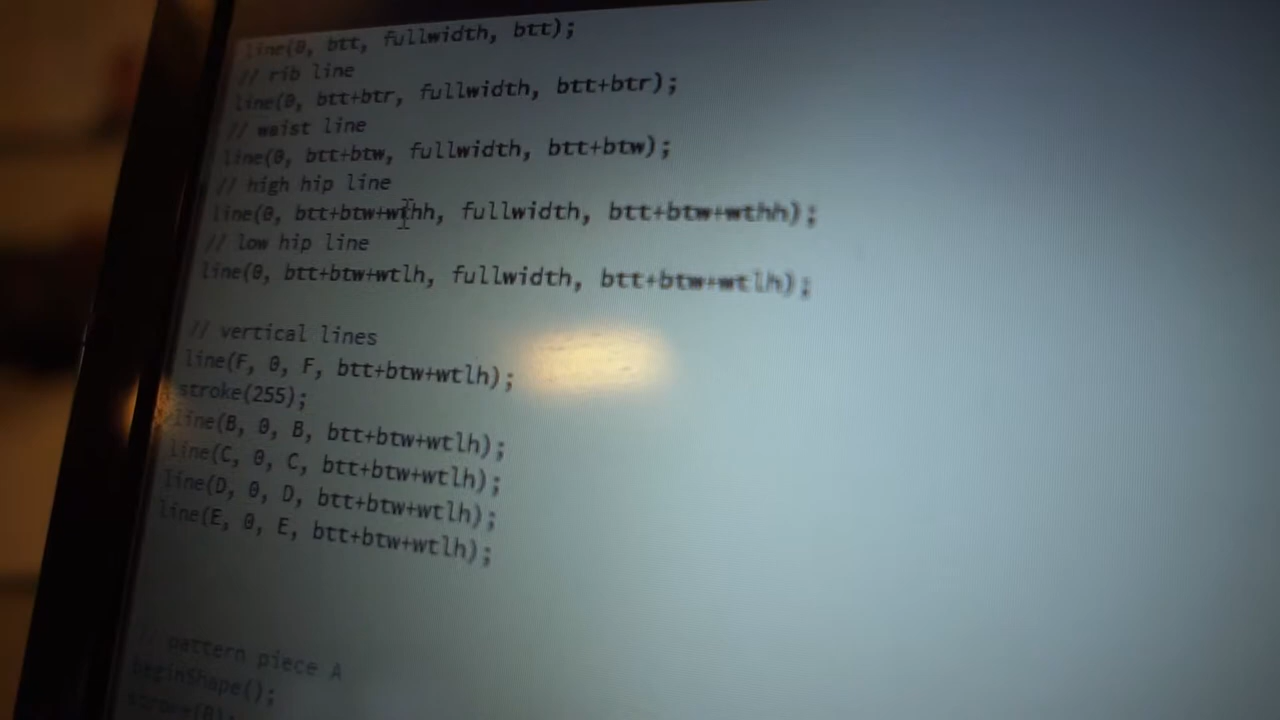 line(0, btt, fullwidth, btt);
// rib line
line(0, btt+btr, fullwidth, btt+btr);
// waist line
line(0, btt+btw, fullwidth, btt+btw);
// high hip line
line(0, btt+btw+wthh, fullwidth, btt+btw+wthh);
// low hip line
line(0, btt+btw+wtlh, fullwidth, btt+btw+wtlh);
// vertical lines
line(F, 0, F, btt+btw+wtlh);
stroke(255);
line(B, 0, B, btt+btw+wtlh);
line(C, 0, C, btt+btw+wtlh);
line(D, 0, D, btt+btw+wtlh);
line(E, 0, E, btt+btw+wtlh);
// pattern piece A
beginShape();